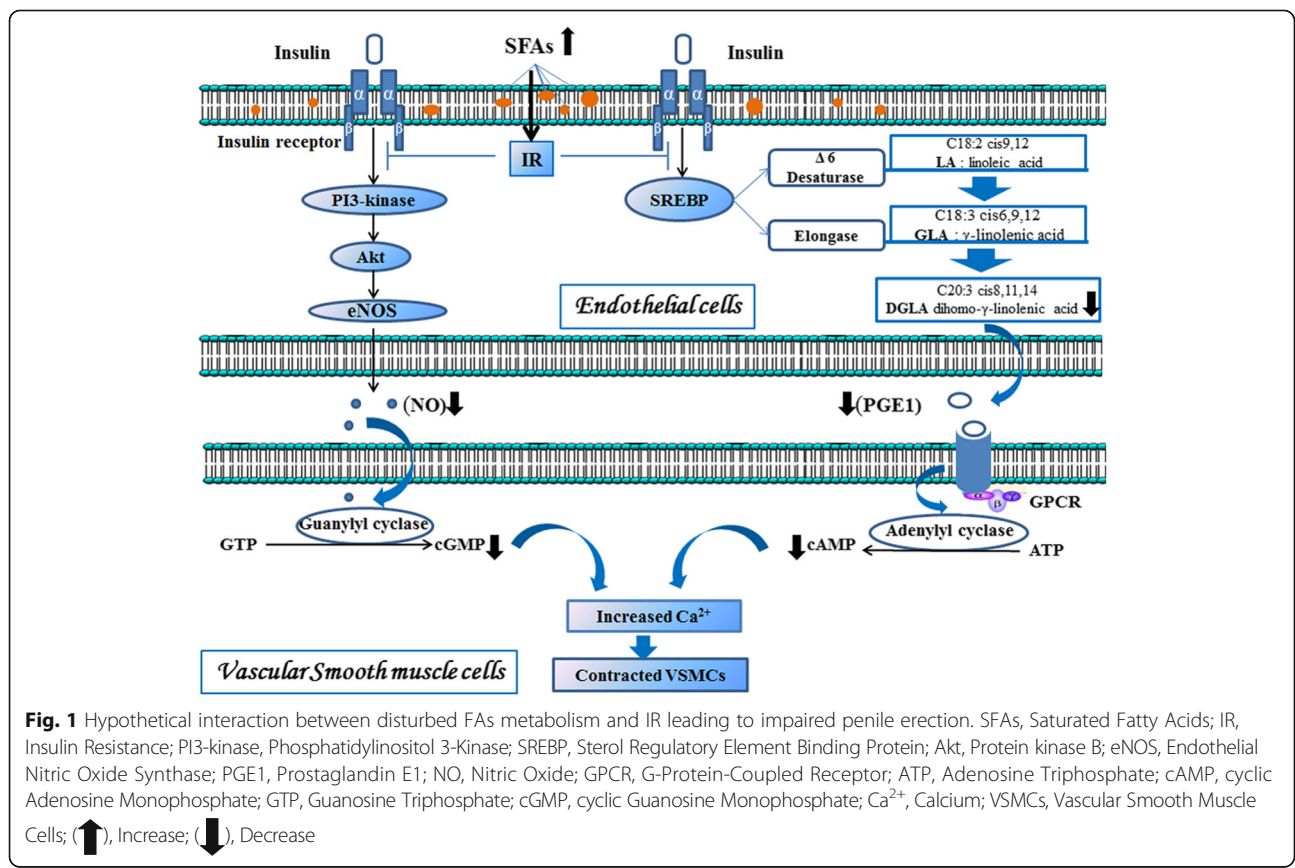 Insulin
SFAs
Insulin
α α
α α
β β
β β
Insulin receptor
IR
PI3-kinase
Akt
eNOS
SREBP
Δ 6
Desaturase
Elongase
C18:2 cis9,12
LA : linoleic acid
C18:3 cis6,9,12
GLA : γ-linolenic acid
C20:3 cis8,11,14
DGLA dihomo-γ-linolenic acid
Endothelial cells
(NO)
(PGE1)
α β γ
GPCR
Guanylyl cyclase
GTP
cGMP
cAMP
Adenylyl cyclase
ATP
Increased Ca²⁺
Contracted VSMCs
Vascular Smooth muscle cells
Fig. 1 Hypothetical interaction between disturbed FAs metabolism and IR leading to impaired penile erection. SFAs, Saturated Fatty Acids; IR,
Insulin Resistance; PI3-kinase, Phosphatidylinositol 3-Kinase; SREBP, Sterol Regulatory Element Binding Protein; Akt, Protein kinase B; eNOS, Endothelial
Nitric Oxide Synthase; PGE1, Prostaglandin E1; NO, Nitric Oxide; GPCR, G-Protein-Coupled Receptor; ATP, Adenosine Triphosphate; cAMP, cyclic
Adenosine Monophosphate; GTP, Guanosine Triphosphate; cGMP, cyclic Guanosine Monophosphate; Ca²⁺, Calcium; VSMCs, Vascular Smooth Muscle
Cells; (⬆), Increase; (⬇), Decrease